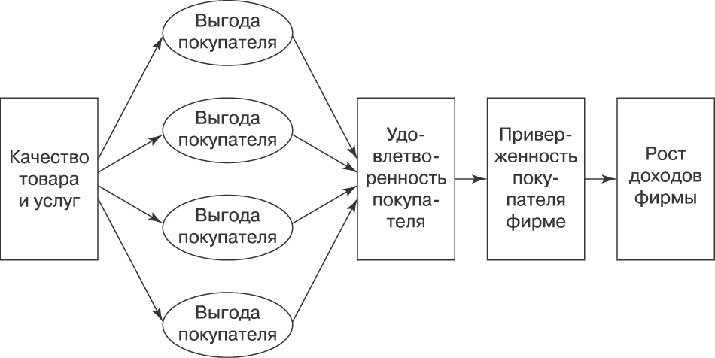 Качество
товара
и услуг
Выгода
покупателя
Выгода
покупателя
Выгода
покупателя
Выгода
покупателя
Удо-
влетво-
ренность
покупа-
теля
Привер-
женность
поку-
пателя
фирме
Рост
доходов
фирмы